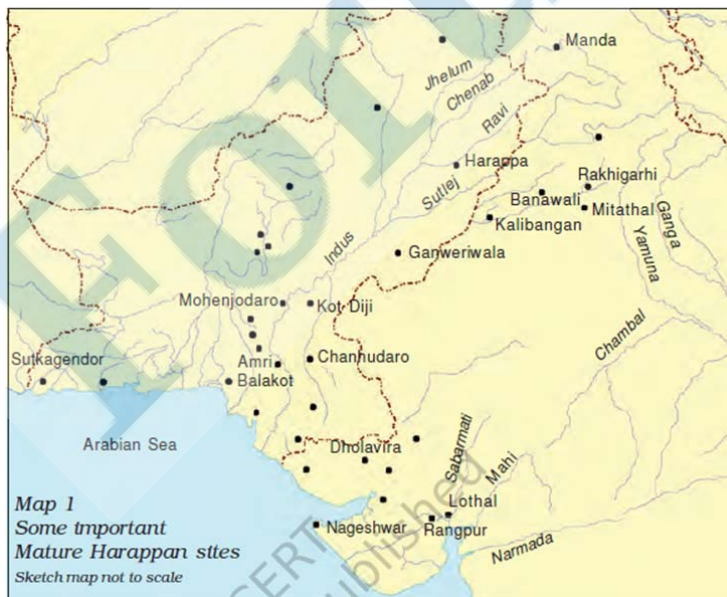 Manda
Jhelum
Chenab
Ravi
Harappa
Sutlej
Rakhigarhi
Banawali
Mitathal
Kalibangan
Ganga
Yamuna
Indus
Ganweriwala
Mohenjodaro
Kot Diji
Chambal
Sutkagendor
Amri
Channudaro
Balakot
Arabian Sea
Dholavira
Sabarmati
Mahi
Lothal
Nageshwar
Rangpur
Narmada
Map 1
Some important
Mature Harappan sites
Sketch map not to scale